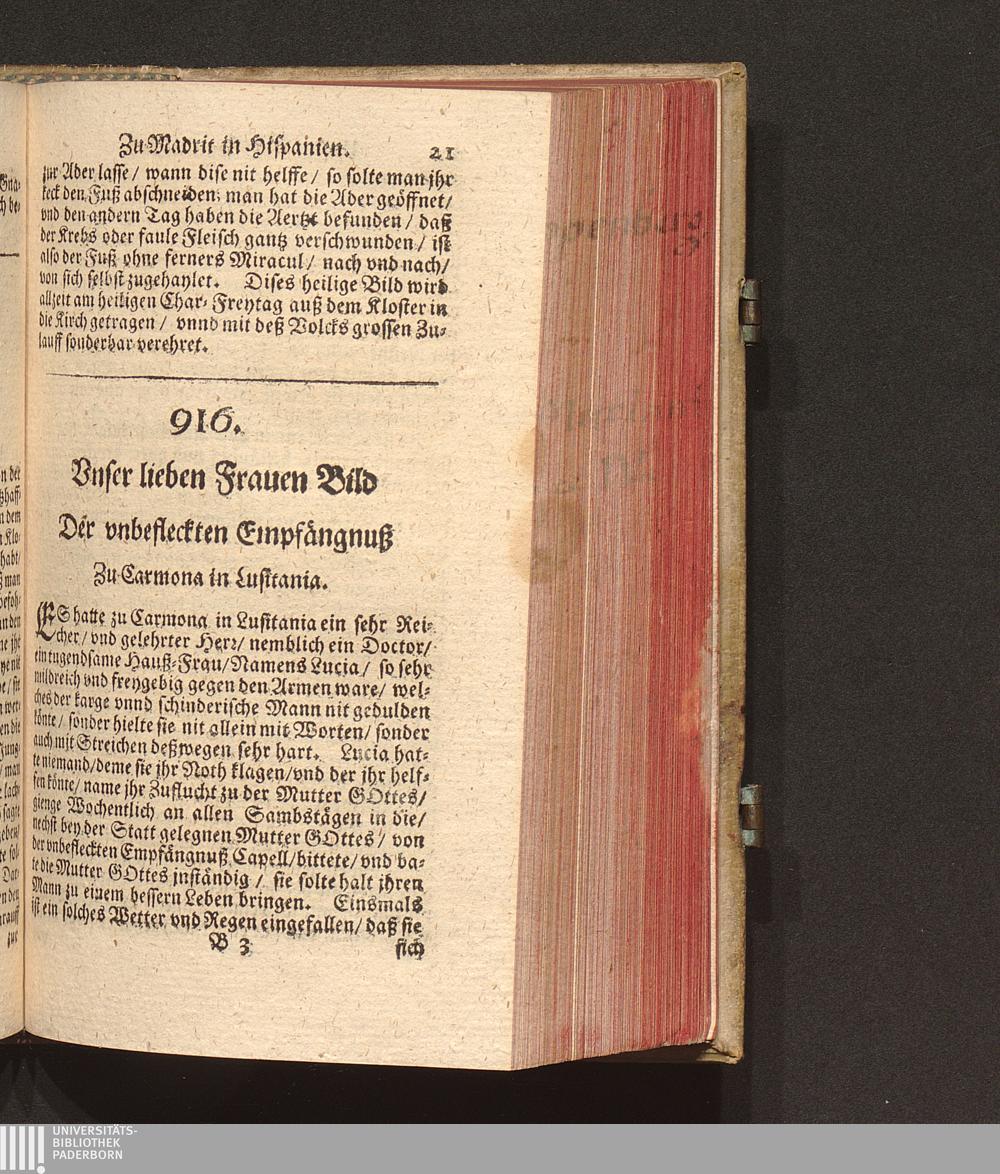 Zu Madrit in Hispanien. 21
zur Ader lasse / wann dise nit helffe / so solte man jhr
keck den Fuß abschneiden; man hat die Ader geöffnet /
vnd den andern Tag haben die Aertzt befunden / daß
der Krebs oder faule Fleisch gantz verschwunden / ist
also der Fuß ohne ferners Miracul / nach vnd nach /
von sich selbst zugehaylet. Dises heilige Bild wird
allzeit am heiligen Char-Freytag auß dem Kloster in
die Kirch getragen / vnnd mit deß Volcks grossen Zu-
lauff sonderbar verehret.
916.
Vnser lieben Frauen Bild
Der vnbefleckten Empfängnuß
Zu Carmona in Lusitania.
ES hatte zu Carmona in Lusitania ein sehr Rei-
cher / vnd gelehrter Herr / nemblich ein Doctor /
ein tugendsame Hauß-Frau / Namens Lucia / so sehr
mildreich vnd freygebig gegen den Armen ware / wel-
ches der karge vnnd schinderische Mann nit gedulden
könte / sonder hielte sie nit allein mit Worten / sonder
auch mit Streichen deßwegen sehr hart. Lucia hat-
te niemand / deme sie jhr Noth klagen / vnd der jhr helf-
fen könte / name jhr Zuflucht zu der Mutter GOttes /
gienge Wochentlich an allen Sambstägen in die /
nechst bey der Statt gelegnen Mutter GOttes / von
der vnbefleckten Empfängnuß Capell / bittete / vnd ba-
te die Mutter GOttes jnständig / sie solte halt jhren
Mann zu einem bessern Leben bringen. Einsmals
ist ein solches Wetter vnd Regen eingefallen / daß sie
B 3 sich
UNIVERSITÄTS-
BIBLIOTHEK
PADERBORN